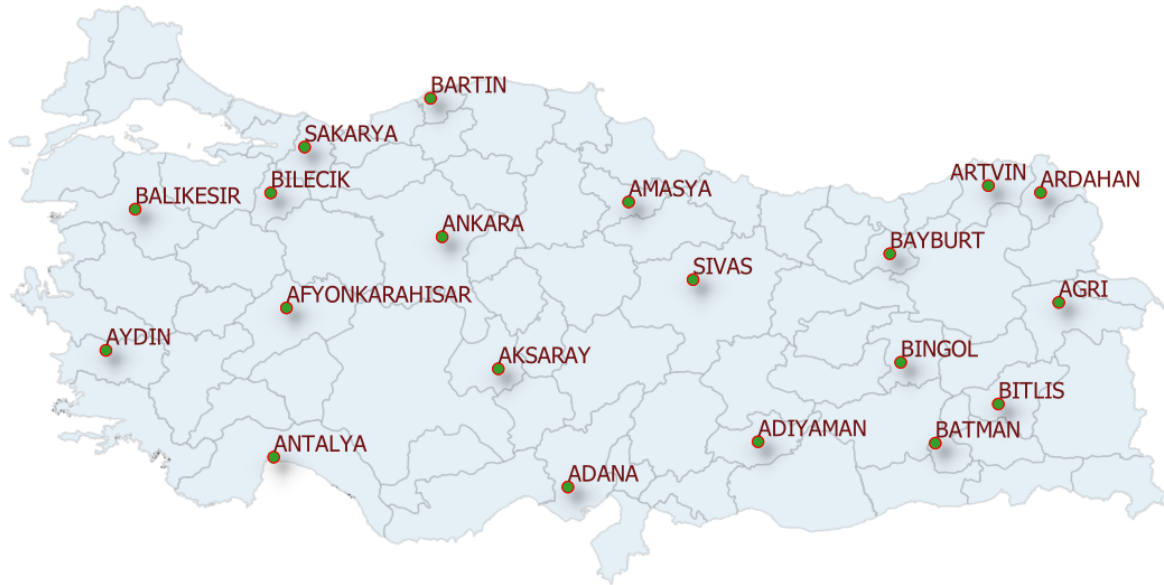 BARTIN
SAKARYA
ARTVIN
ARDAHAN
BILECIK
BALIKESIR
AMASYA
ANKARA
BAYBURT
SIVAS
AFYONKARAHISAR
AGRI
AYDIN
AKSARAY
BINGOL
BITLIS
ADIYAMAN
BATMAN
ANTALYA
ADANA